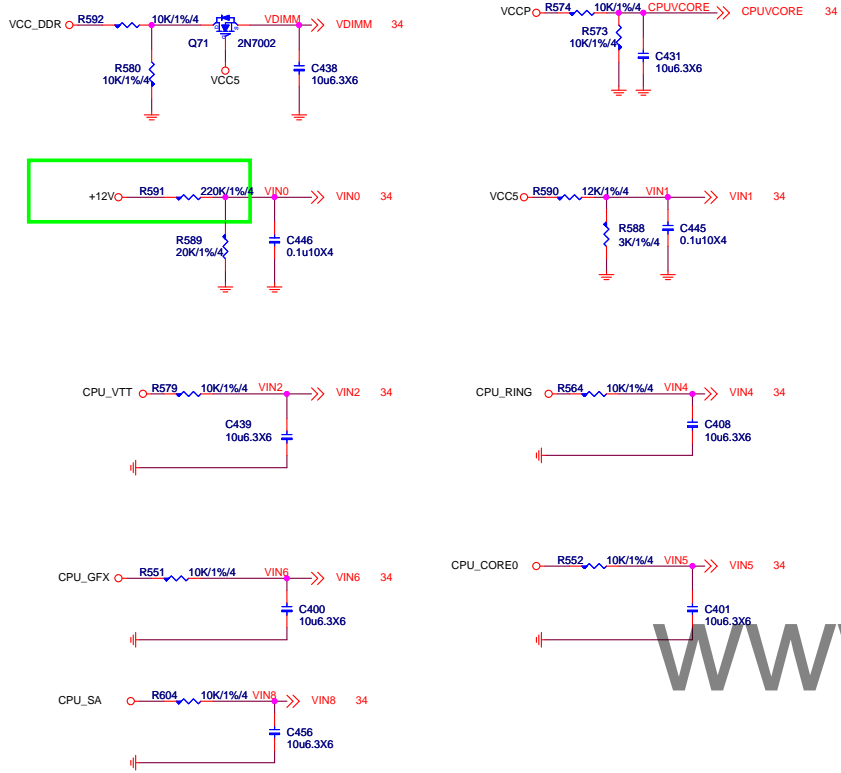 VCC_DDR R592 10K/1%/4 VDIMM VDIMM 34
Q71 2N7002
R580
10K/1%/4
VCC5
C438
10u6.3X6
VCCP R574 10K/1%/4 CPUVCORE CPUVCORE 34
R573
10K/1%/4
C431
10u6.3X6
+12V R591 220K/1%/4 VIN0 VIN0 34
R589
20K/1%/4
C446
0.1u10X4
VCC5 R590 12K/1%/4 VIN1 VIN1 34
R588
3K/1%/4
C445
0.1u10X4
CPU_VTT R579 10K/1%/4 VIN2 VIN2 34
C439
10u6.3X6
CPU_RING R564 10K/1%/4 VIN4 VIN4 34
C408
10u6.3X6
CPU_GFX R551 10K/1%/4 VIN6 VIN6 34
C400
10u6.3X6
CPU_CORE0 R552 10K/1%/4 VIN5 VIN5 34
C401
10u6.3X6
CPU_SA R604 10K/1%/4 VIN8 VIN8 34
C456
10u6.3X6